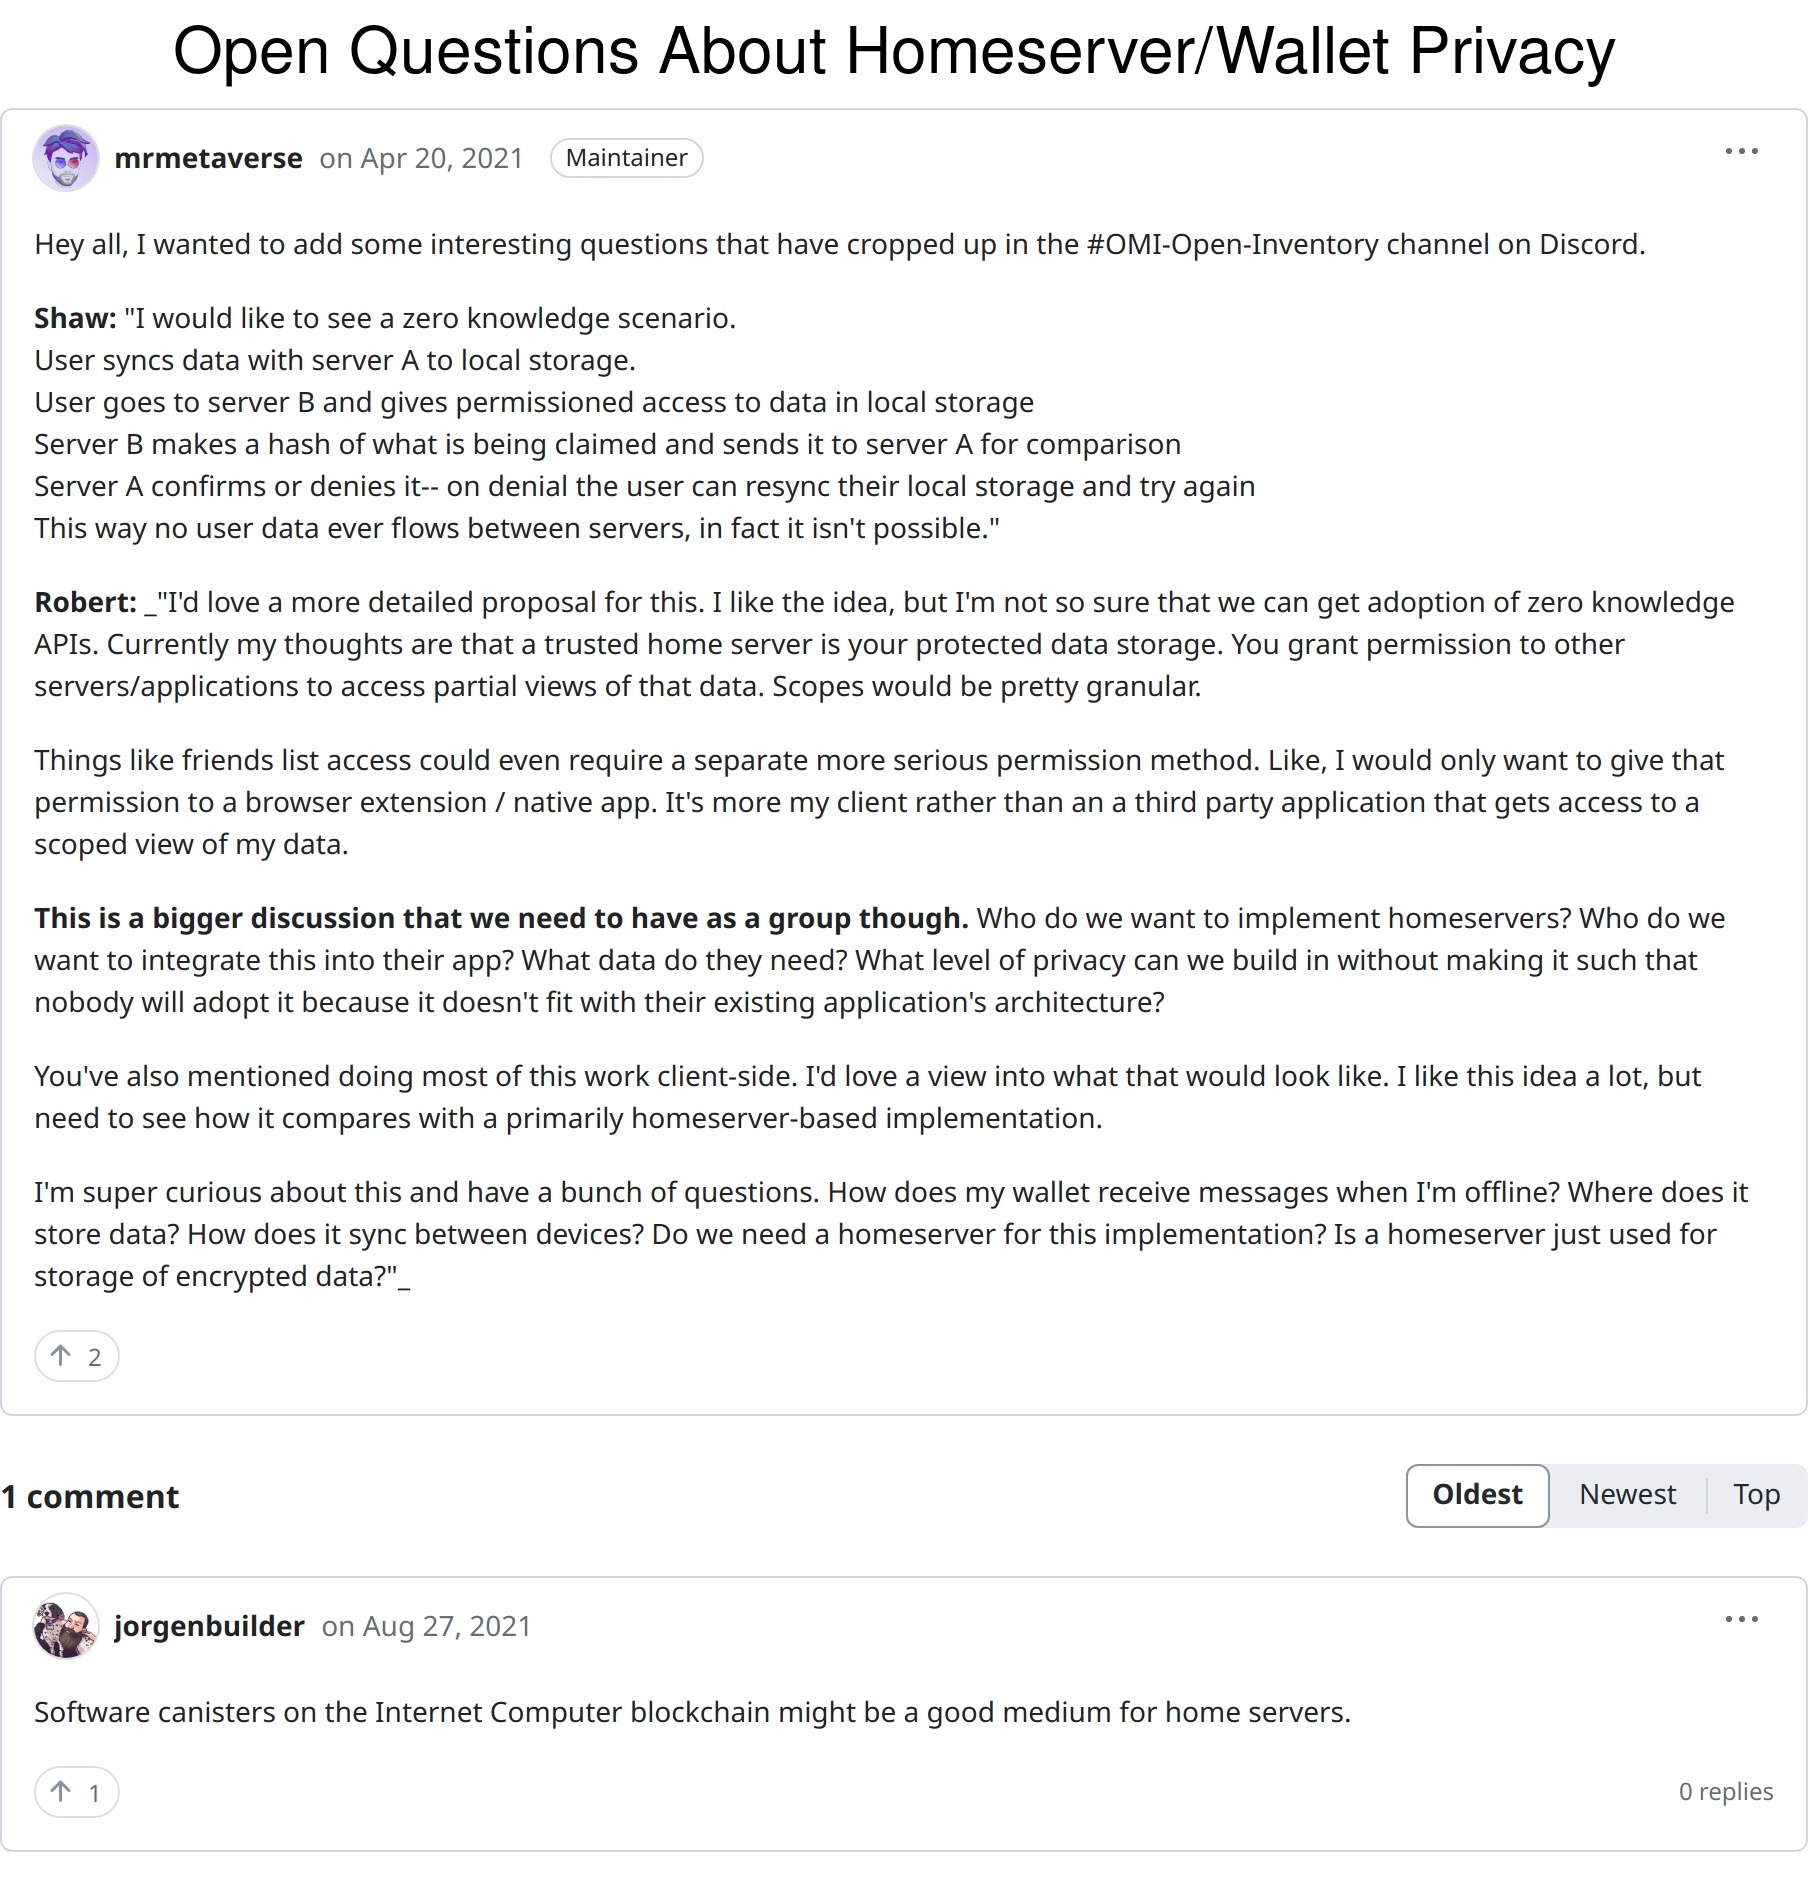 Open Questions About Homeserver/Wallet Privacy
mrmetaverse on Apr 20, 2021 Maintainer
Hey all, I wanted to add some interesting questions that have cropped up in the #OMI-Open-Inventory channel on Discord.
Shaw: "I would like to see a zero knowledge scenario.
User syncs data with server A to local storage.
User goes to server B and gives permissioned access to data in local storage
Server B makes a hash of what is being claimed and sends it to server A for comparison
Server A confirms or denies it-- on denial the user can resync their local storage and try again
This way no user data ever flows between servers, in fact it isn't possible."
Robert: _"I'd love a more detailed proposal for this. I like the idea, but I'm not so sure that we can get adoption of zero knowledge
APIs. Currently my thoughts are that a trusted home server is your protected data storage. You grant permission to other
servers/applications to access partial views of that data. Scopes would be pretty granular.
Things like friends list access could even require a separate more serious permission method. Like, I would only want to give that
permission to a browser extension / native app. It's more my client rather than an a third party application that gets access to a
scoped view of my data.
This is a bigger discussion that we need to have as a group though. Who do we want to implement homeservers? Who do we
want to integrate this into their app? What data do they need? What level of privacy can we build in without making it such that
nobody will adopt it because it doesn't fit with their existing application's architecture?
You've also mentioned doing most of this work client-side. I'd love a view into what that would look like. I like this idea a lot, but
need to see how it compares with a primarily homeserver-based implementation.
I'm super curious about this and have a bunch of questions. How does my wallet receive messages when I'm offline? Where does it
store data? How does it sync between devices? Do we need a homeserver for this implementation? Is a homeserver just used for
storage of encrypted data?"_
2
1 comment
Oldest Newest Top
jorgenbuilder on Aug 27, 2021
Software canisters on the Internet Computer blockchain might be a good medium for home servers.
1
0 replies